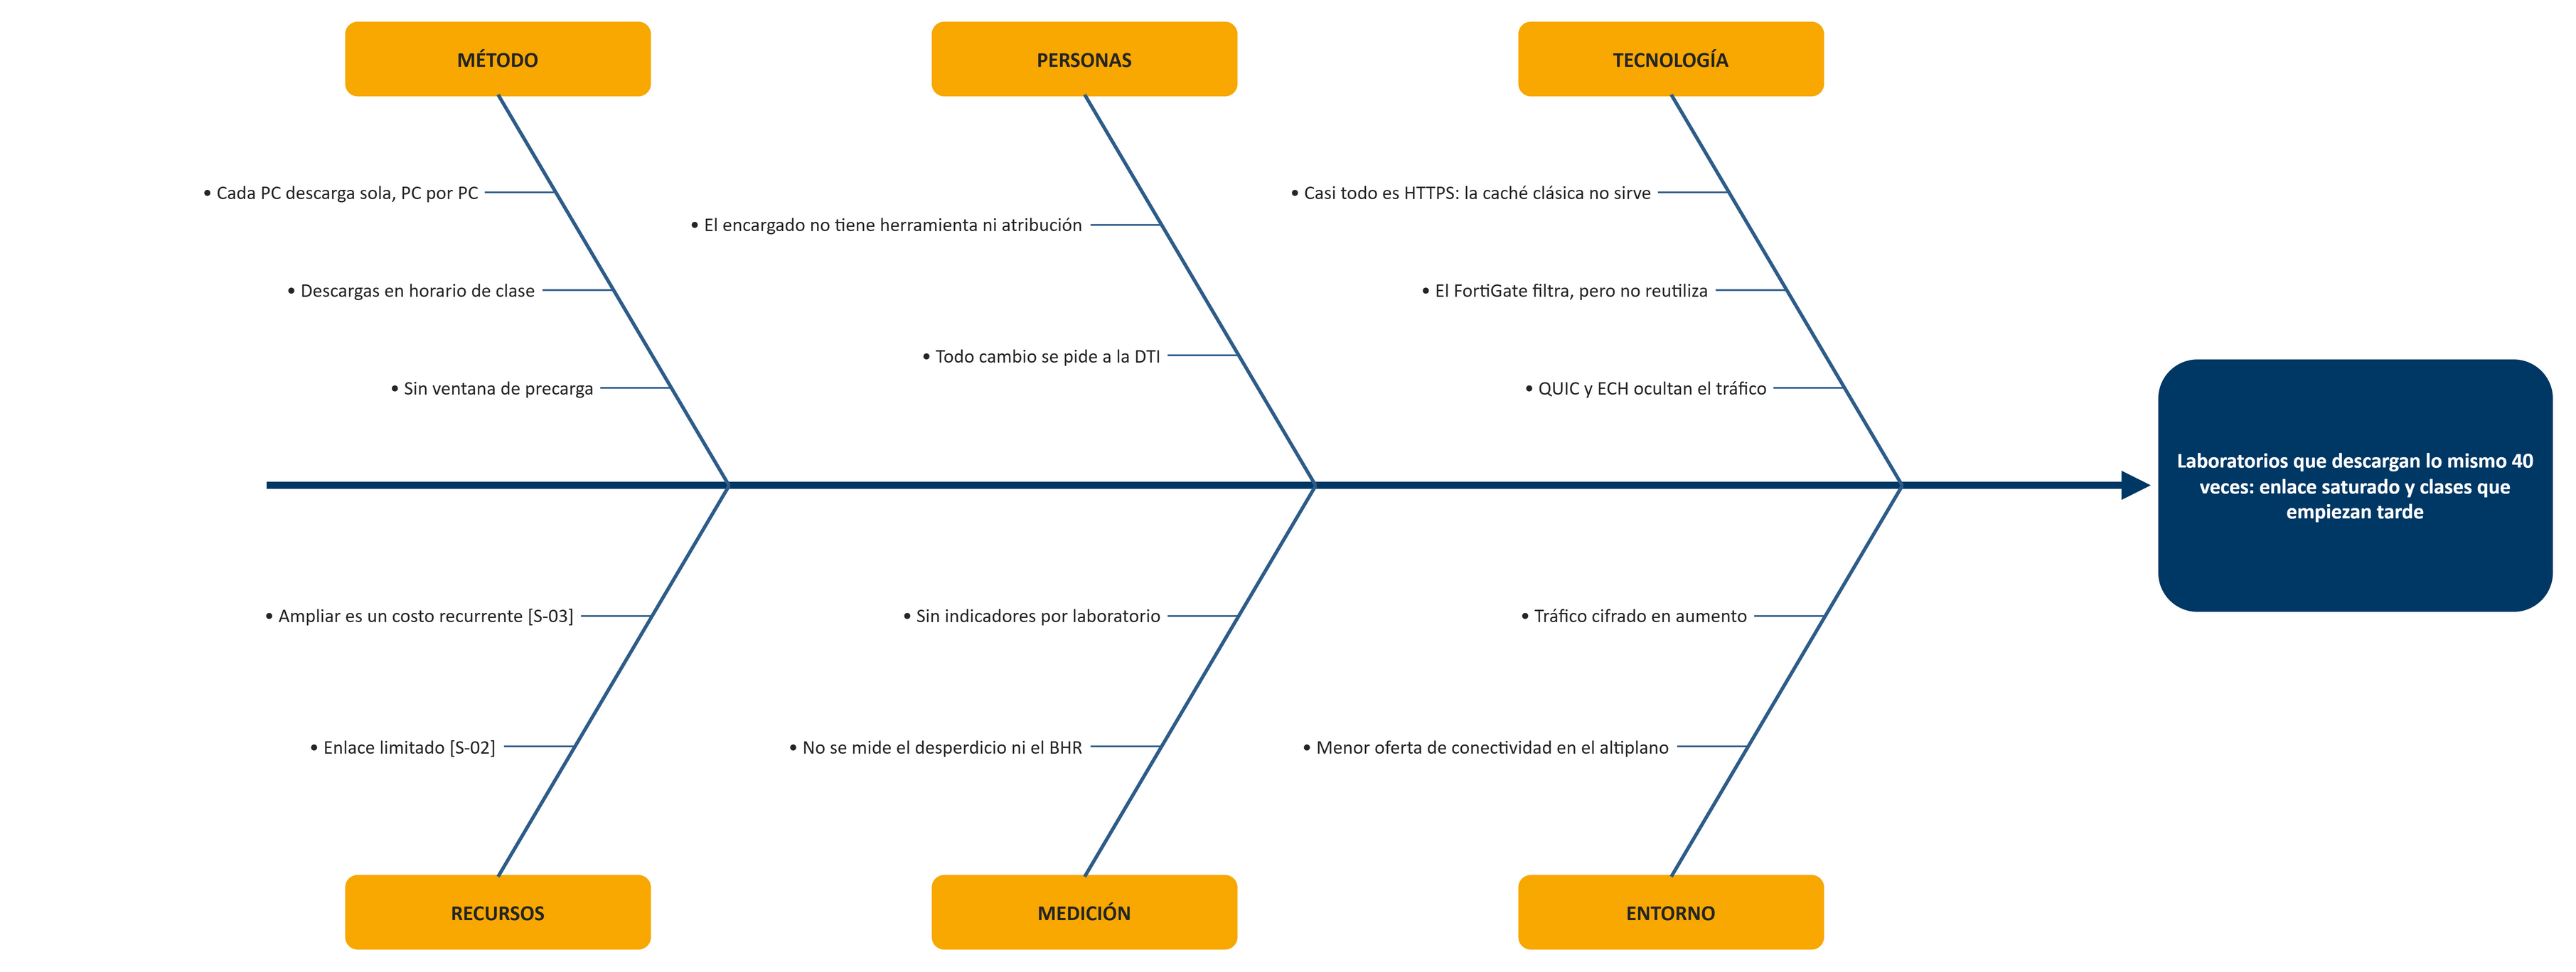 MÉTODO
PERSONAS
TECNOLOGÍA
• Cada PC descarga sola, PC por PC
• Descargas en horario de clase
• Sin ventana de precarga
• El encargado no tiene herramienta ni atribución
• Todo cambio se pide a la DTI
• Casi todo es HTTPS: la caché clásica no sirve
• El FortiGate filtra, pero no reutiliza
• QUIC y ECH ocultan el tráfico
Laboratorios que descargan lo mismo 40
veces: enlace saturado y clases que
empiezan tarde
• Ampliar es un costo recurrente [S-03]
• Enlace limitado [S-02]
• Sin indicadores por laboratorio
• No se mide el desperdicio ni el BHR
• Tráfico cifrado en aumento
• Menor oferta de conectividad en el altiplano
RECURSOS
MEDICIÓN
ENTORNO